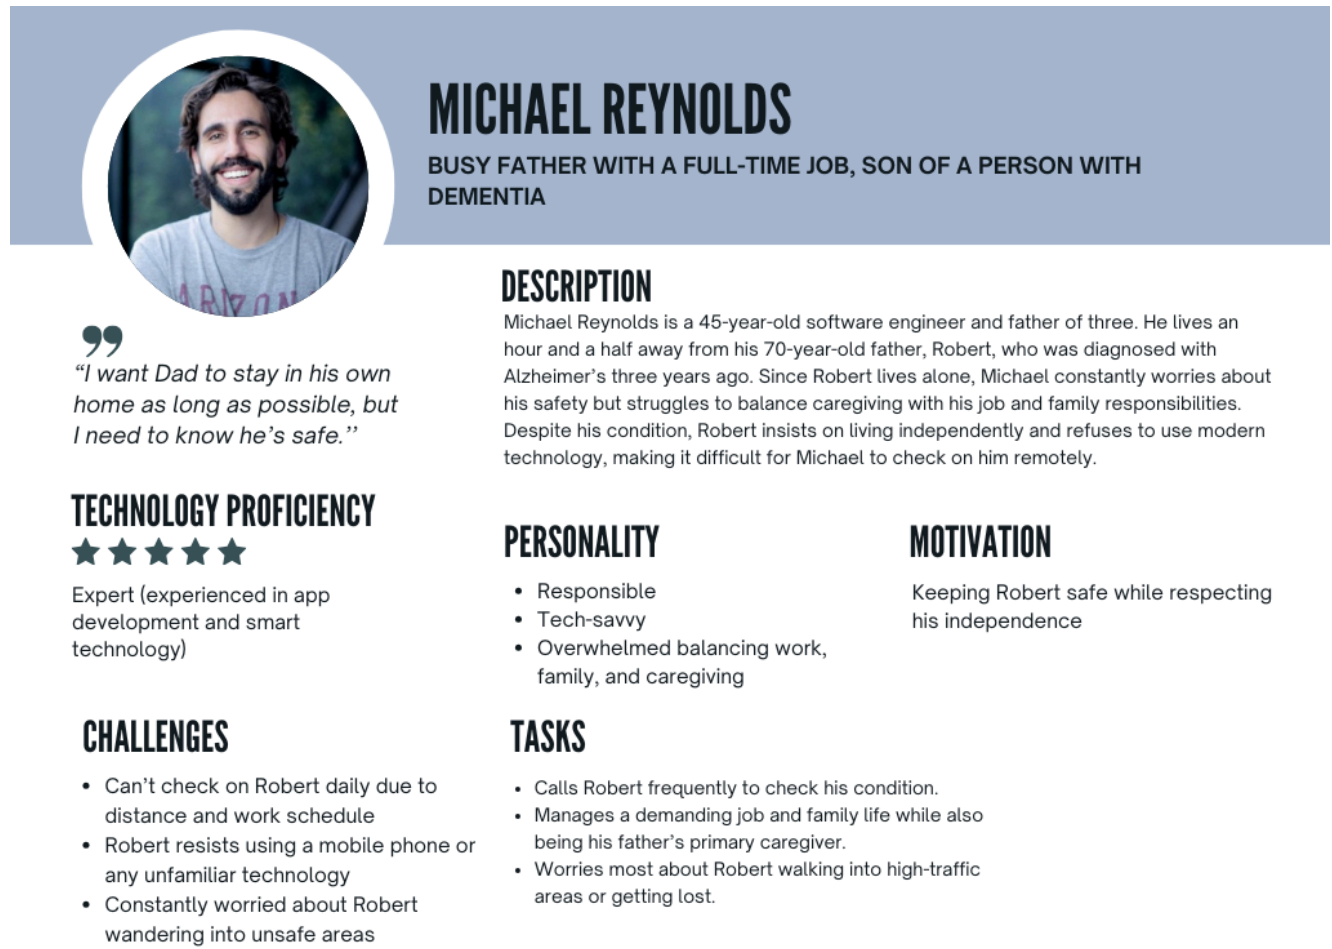 MICHAEL REYNOLDS
BUSY FATHER WITH A FULL-TIME JOB, SON OF A PERSON WITH
DEMENTIA
ARIZONA
”
“I want Dad to stay in his own
home as long as possible, but
I need to know he’s safe.’’
TECHNOLOGY PROFICIENCY
Expert (experienced in app
development and smart
technology)
DESCRIPTION
Michael Reynolds is a 45-year-old software engineer and father of three. He lives an
hour and a half away from his 70-year-old father, Robert, who was diagnosed with
Alzheimer’s three years ago. Since Robert lives alone, Michael constantly worries about
his safety but struggles to balance caregiving with his job and family responsibilities.
Despite his condition, Robert insists on living independently and refuses to use modern
technology, making it difficult for Michael to check on him remotely.
PERSONALITY
• Responsible
• Tech-savvy
• Overwhelmed balancing work,
family, and caregiving
MOTIVATION
Keeping Robert safe while respecting
his independence
CHALLENGES
• Can’t check on Robert daily due to
distance and work schedule
• Robert resists using a mobile phone or
any unfamiliar technology
• Constantly worried about Robert
wandering into unsafe areas
TASKS
• Calls Robert frequently to check his condition.
• Manages a demanding job and family life while also
being his father’s primary caregiver.
• Worries most about Robert walking into high-traffic
areas or getting lost.